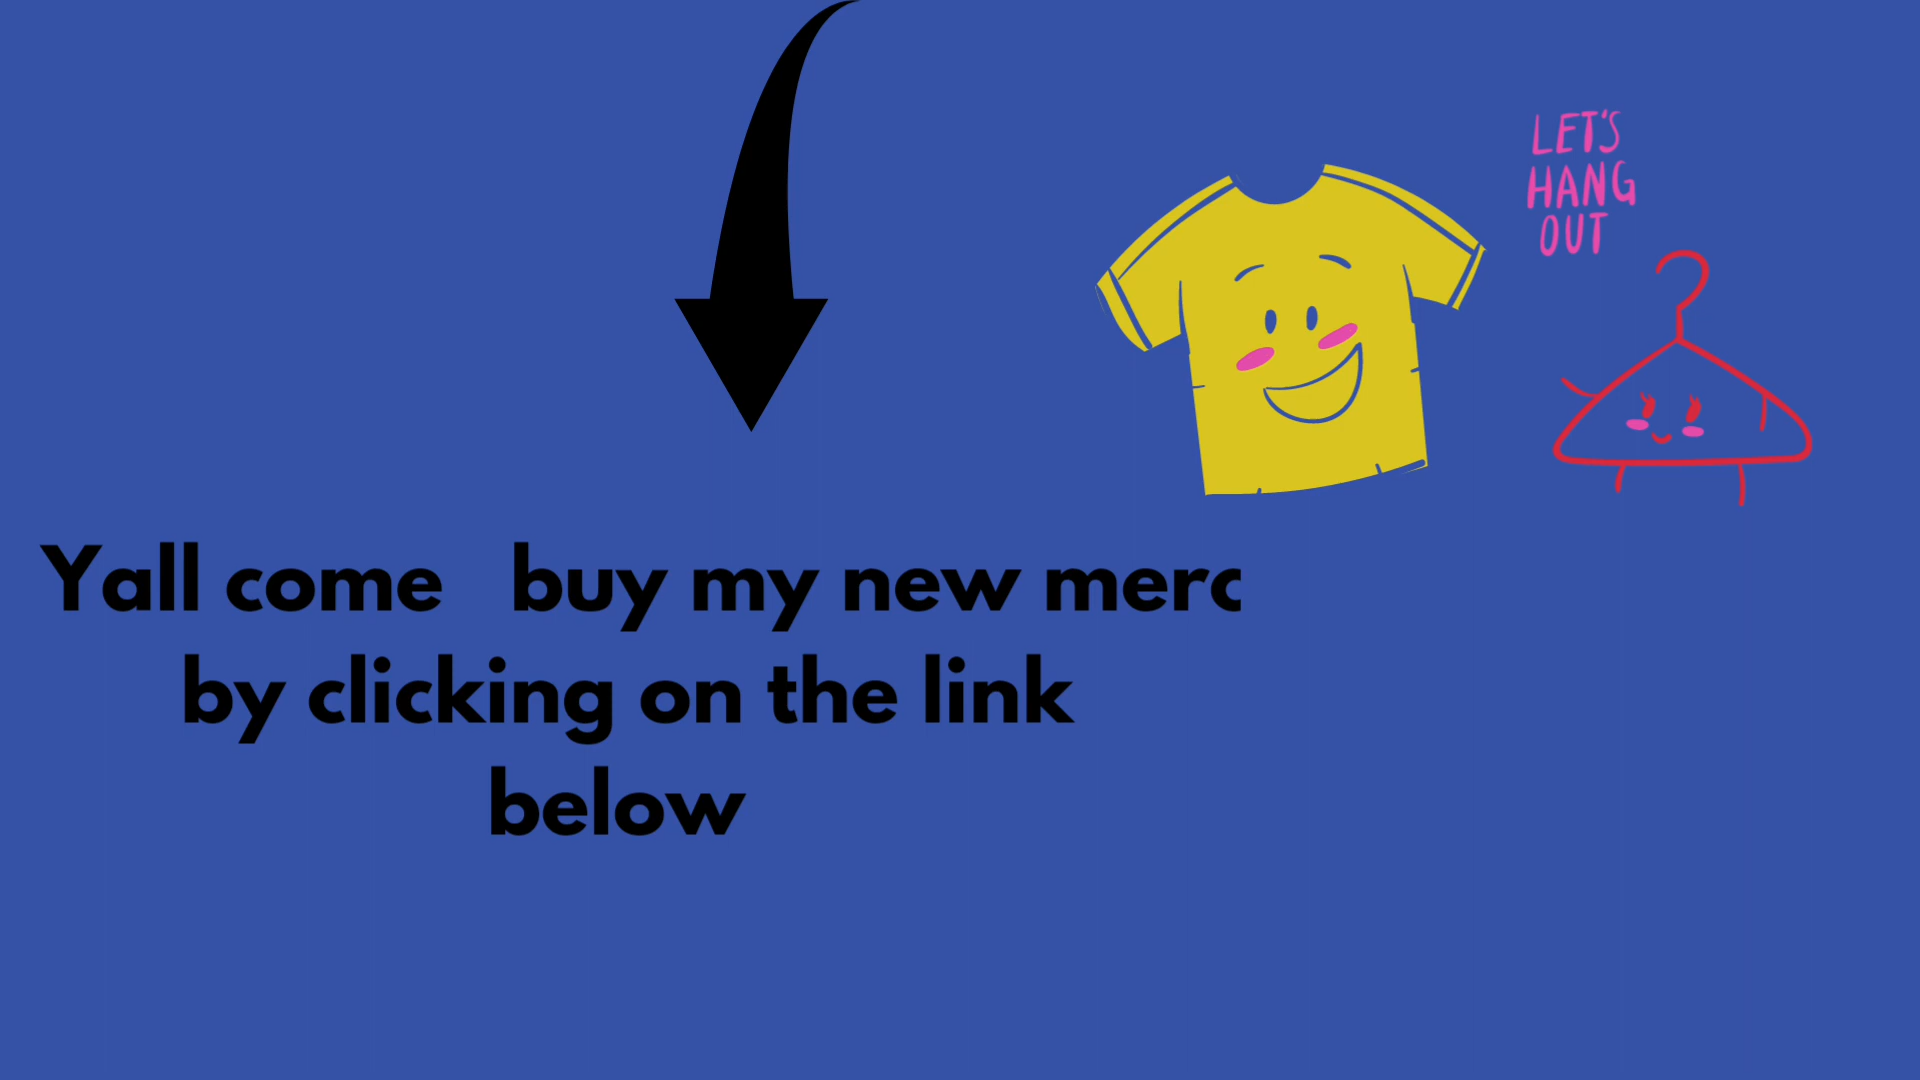 LET'S
HANG
OUT
Yall come buy my new merc
by clicking on the link
below